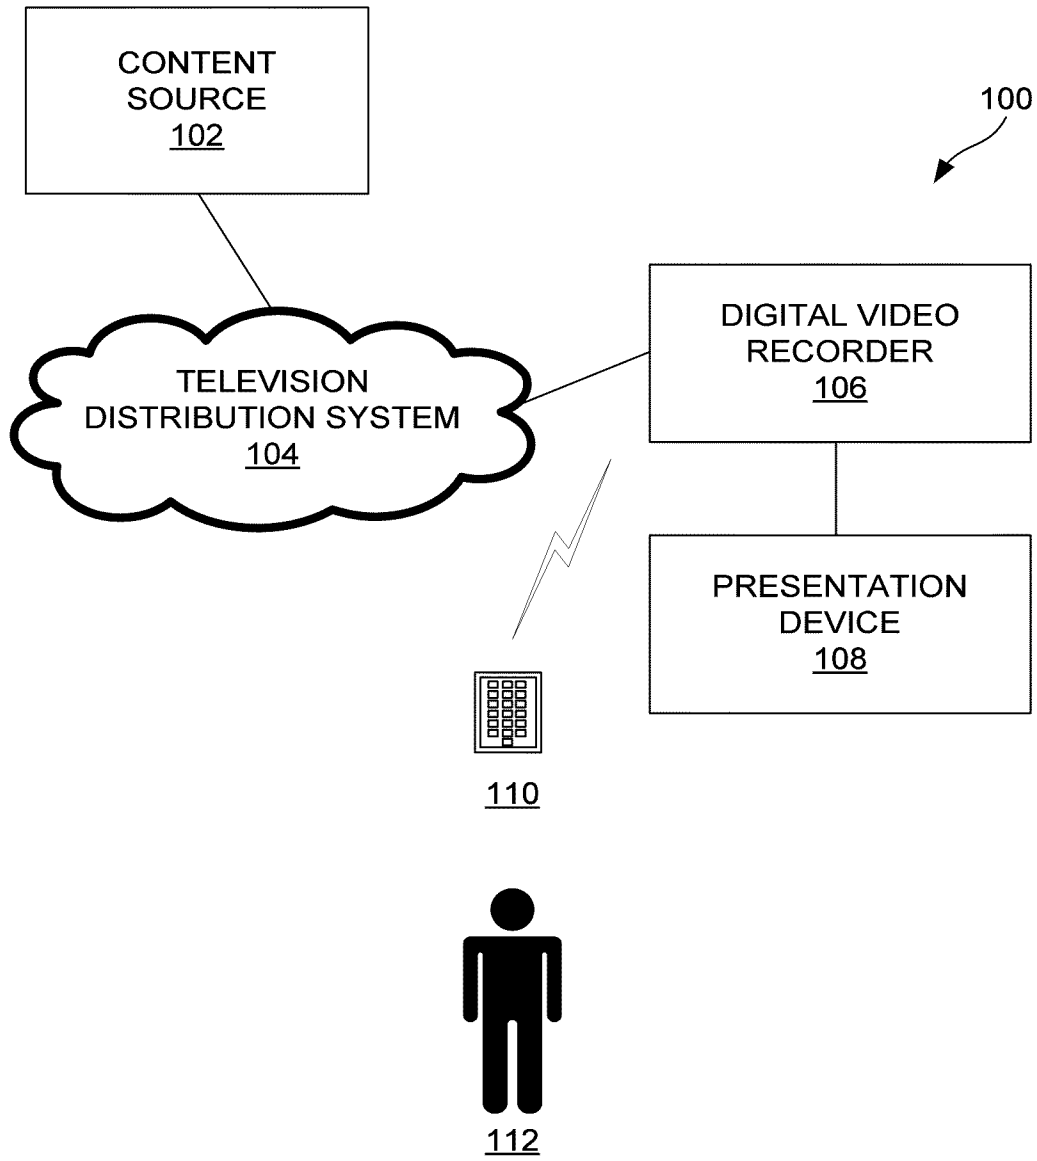 CONTENT
SOURCE
102
100
DIGITAL VIDEO
RECORDER
106
TELEVISION
DISTRIBUTION SYSTEM
104
PRESENTATION
DEVICE
108
110
112